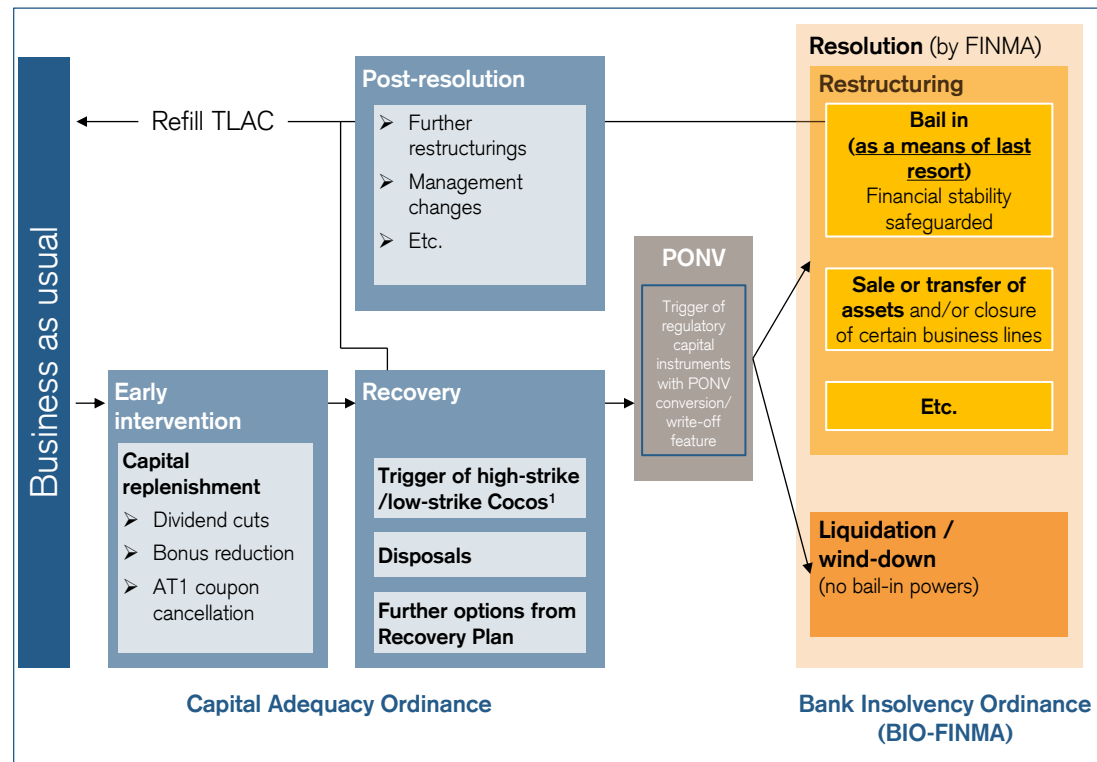 Business as usual
Refill TLAC
Post-resolution
➢ Further
restructurings
➢ Management
changes
➢ Etc.
Early
intervention
Capital
replenishment
➢ Dividend cuts
➢ Bonus reduction
➢ AT1 coupon
cancellation
Recovery
Trigger of high-strike
/low-strike Cocos¹
Disposals
Further options from
Recovery Plan
PONV
Trigger of
regulatory
capital
instruments
with PONV
conversion/
write-off
feature
Resolution (by FINMA)
Restructuring
Bail in
(as a means of last
resort)
Financial stability
safeguarded
Sale or transfer of
assets and/or closure
of certain business lines
Etc.
Liquidation /
wind-down
(no bail-in powers)
Capital Adequacy Ordinance
Bank Insolvency Ordinance
(BIO-FINMA)